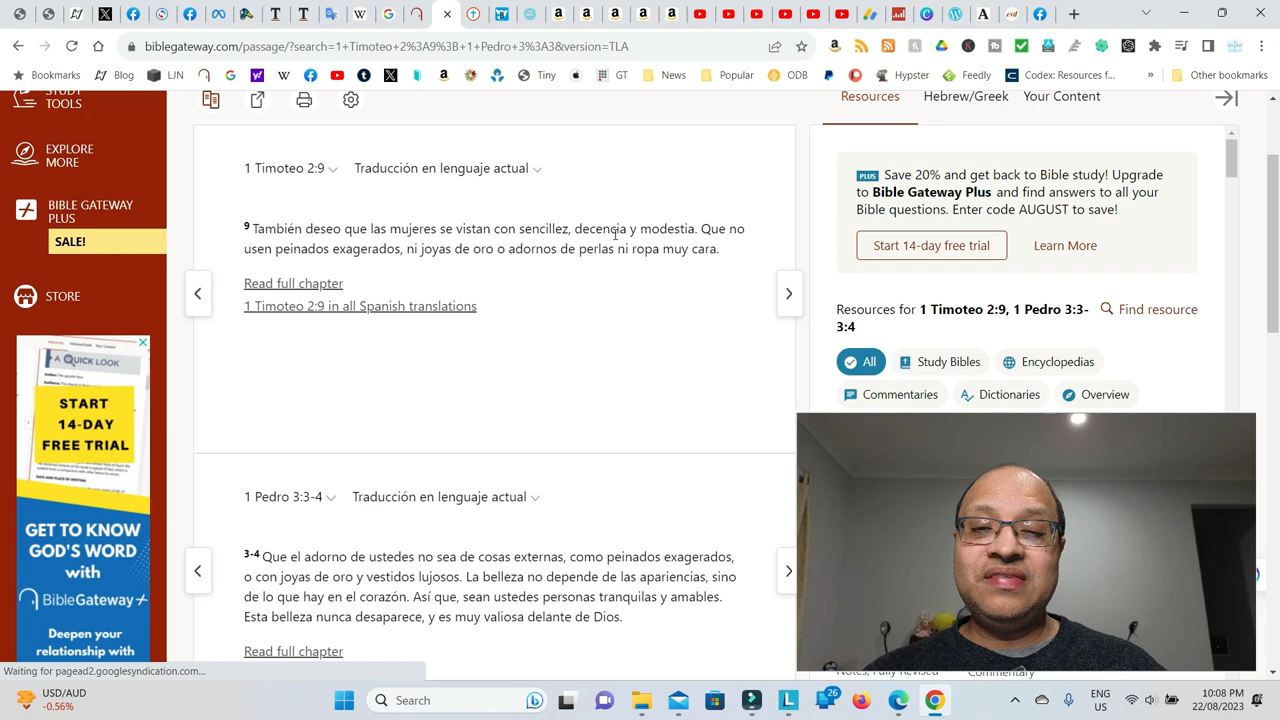 biblegateway.com/passage/?search=1+Timoteo+2%3A9%3B+1+Pedro+3%3A3&version=TLA
Bookmarks
Blog
LJN
Tiny
GT
News
Popular
ODB
Hypster
Feedly
Codex: Resources f...
»
Other bookmarks
STUDY
TOOLS
EXPLORE
MORE
BIBLE GATEWAY
PLUS
SALE!
STORE
A QUICK LOOK
START
14-DAY
FREE TRIAL
GET TO KNOW
GOD'S WORD
with
BibleGateway+
Deepen your
relationship with
1 Timoteo 2:9
Traducción en lenguaje actual
9 También deseo que las mujeres se vistan con sencillez, decencia y modestia. Que no
usen peinados exagerados, ni joyas de oro o adornos de perlas ni ropa muy cara.
Read full chapter
1 Timoteo 2:9 in all Spanish translations
1 Pedro 3:3-4
Traducción en lenguaje actual
3-4 Que el adorno de ustedes no sea de cosas externas, como peinados exagerados,
o con joyas de oro y vestidos lujosos. La belleza no depende de las apariencias, sino
de lo que hay en el corazón. Así que, sean ustedes personas tranquilas y amables.
Esta belleza nunca desaparece, y es muy valiosa delante de Dios.
Read full chapter
Resources
Hebrew/Greek
Your Content
PLUS Save 20% and get back to Bible study! Upgrade
to Bible Gateway Plus and find answers to all your
Bible questions. Enter code AUGUST to save!
Start 14-day free trial
Learn More
Resources for 1 Timoteo 2:9, 1 Pedro 3:3-
3:4
Find resource
All
Study Bibles
Encyclopedias
Commentaries
Dictionaries
Overview
Waiting for pagead2.googlesyndication.com...
USD/AUD
-0.56%
Search
26
ENG
US
10:08 PM
22/08/2023